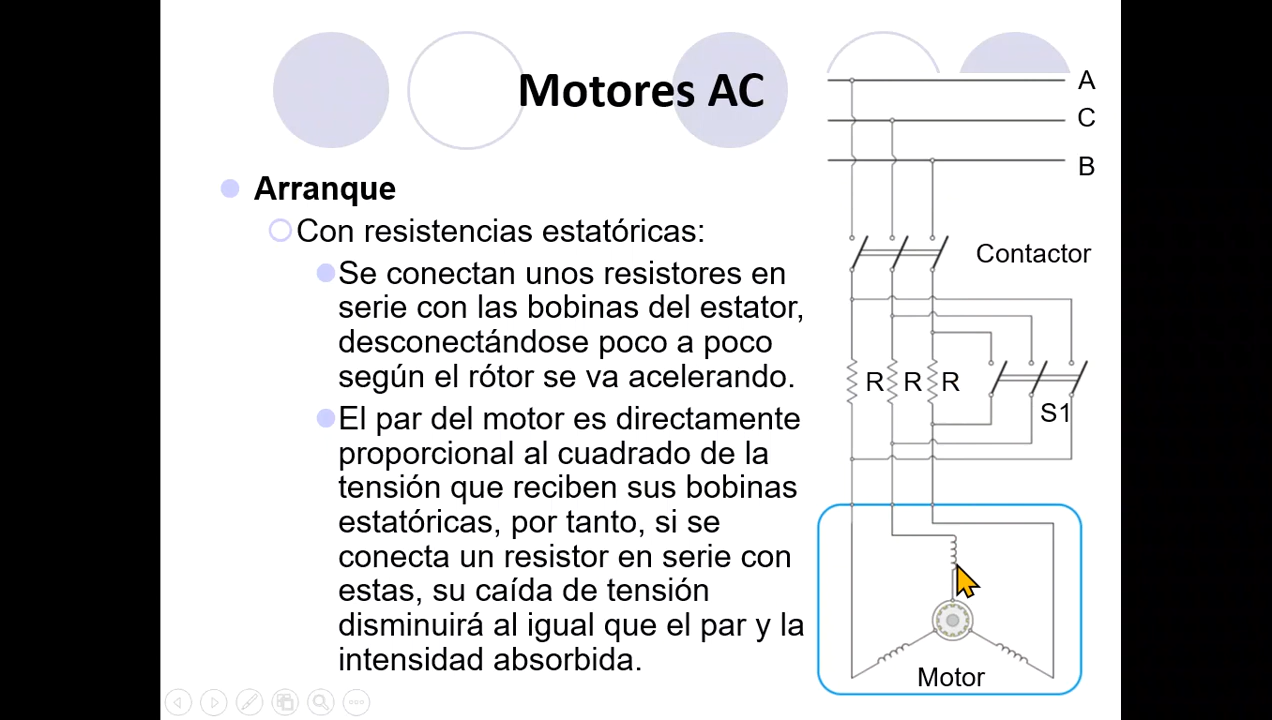 Motores AC
Arranque
Con resistencias estatóricas:
Se conectan unos resistores en
serie con las bobinas del estator,
desconectándose poco a poco
según el rótor se va acelerando.
El par del motor es directamente
proporcional al cuadrado de la
tensión que reciben sus bobinas
estatóricas, por tanto, si se
conecta un resistor en serie con
estas, su caída de tensión
disminuirá al igual que el par y la
intensidad absorbida.
A
C
B
Contactor
R R R
S1
Motor